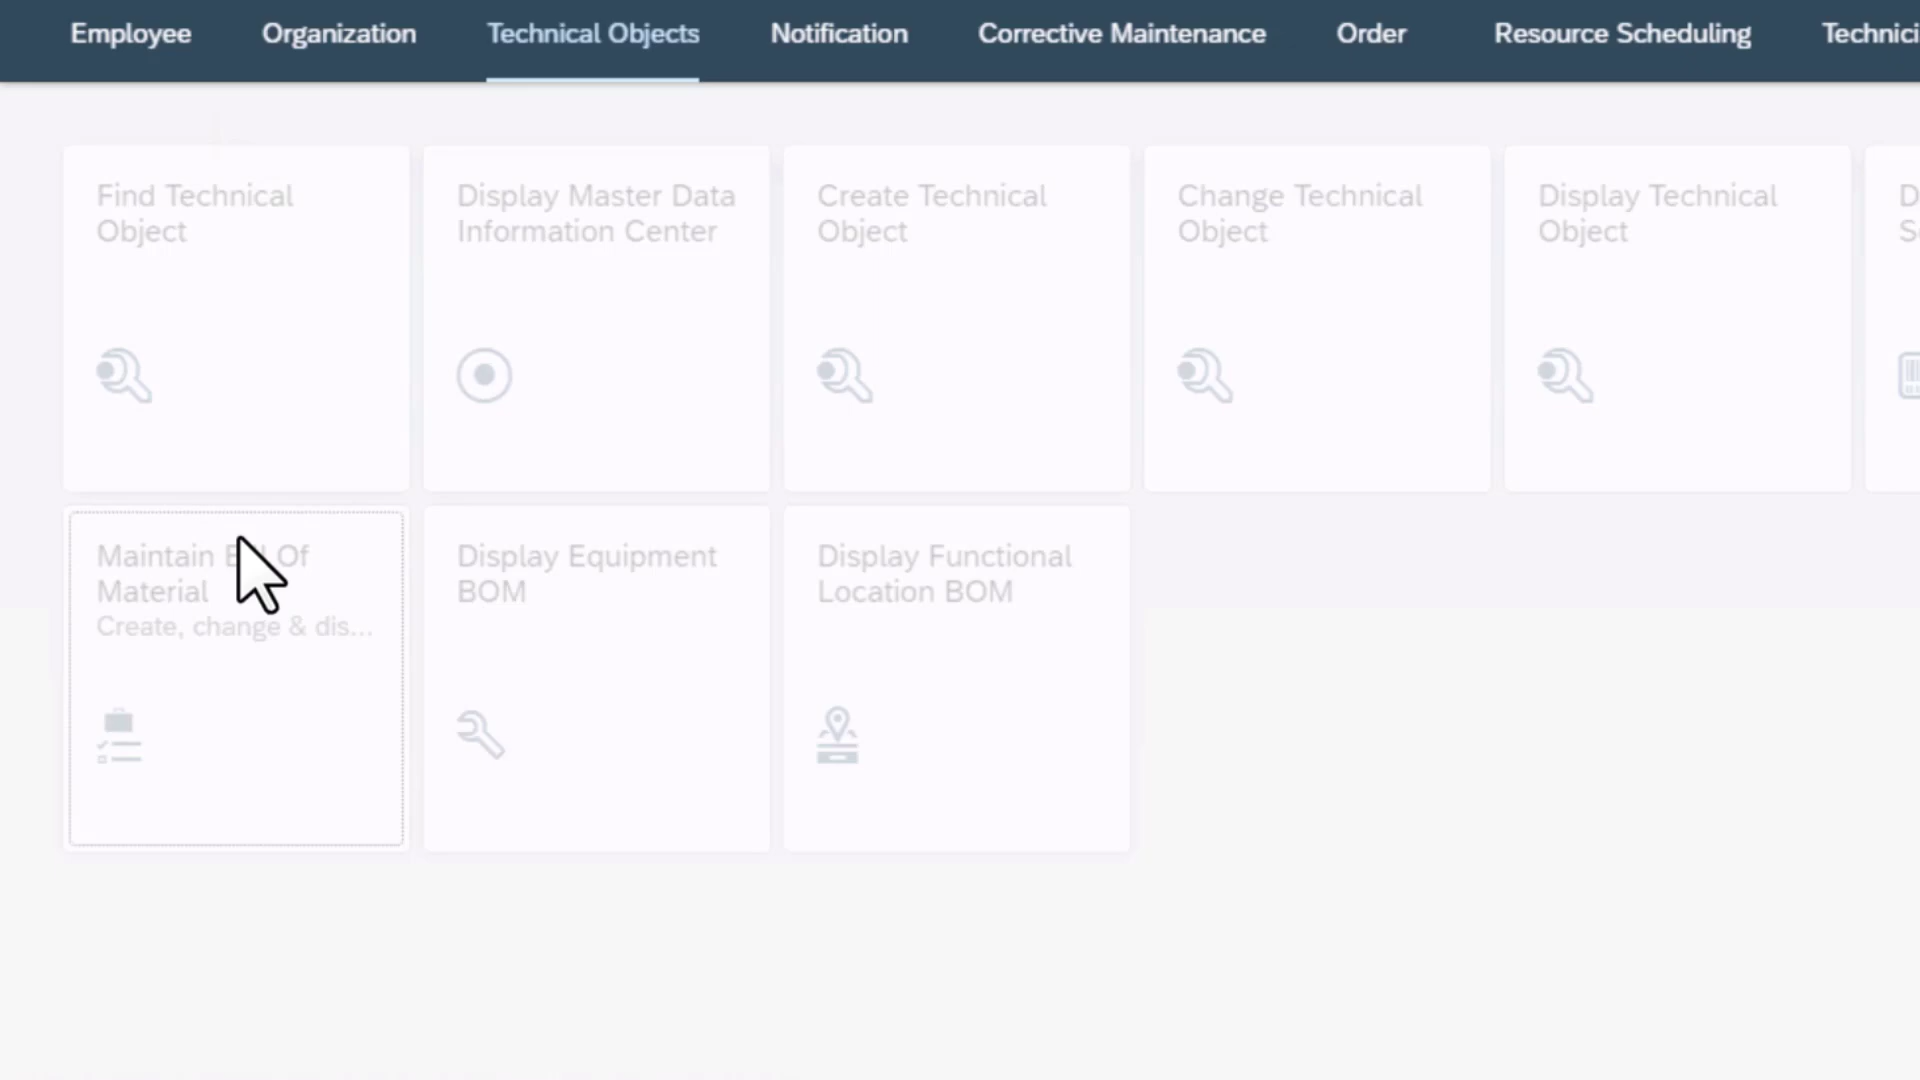 Employee Organization Technical Objects Notification Corrective Maintenance Order Resource Scheduling
Find Technical
Object
Display Master Data
Information Center
Create Technical
Object
Change Technical
Object
Display Technical
Object
Maintain Of
Material
Create, change & dis...
Display Equipment
BOM
Display Functional
Location BOM